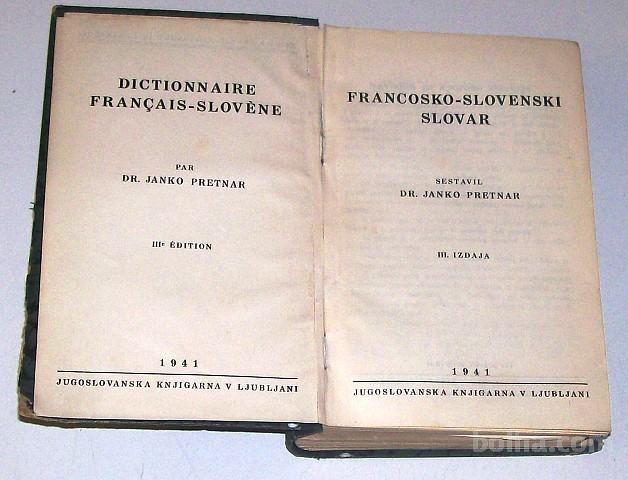 DICTIONNAIRE
FRANÇAIS-SLOVÈNE
PAR
DR. JANKO PRETNAR
IIIe ÉDITION
1941
JUGOSLOVANSKA KNJIGARNA V LJUBLJANI
FRANCOSKO-SLOVENSKI
SLOVAR
SESTAVIL
DR. JANKO PRETNAR
III. IZDAJA
1941
JUGOSLOVANSKA KNJIGARNA V LJUBLJANI
bolha.com